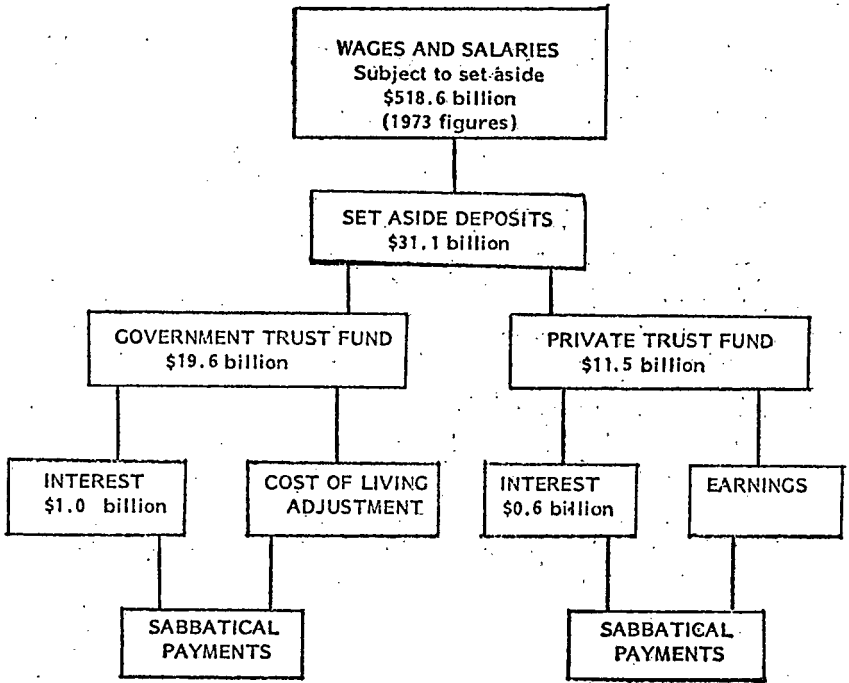 WAGES AND SALARIES
Subject to set aside
$518.6 billion
(1973 figures)
SET ASIDE DEPOSITS
$31.1 billion
GOVERNMENT TRUST FUND
$19.6 billion
PRIVATE TRUST FUND
$11.5 billion
INTEREST
$1.0 billion
COST OF LIVING
ADJUSTMENT
INTEREST
$0.6 billion
EARNINGS
SABBATICAL
PAYMENTS
SABBATICAL
PAYMENTS